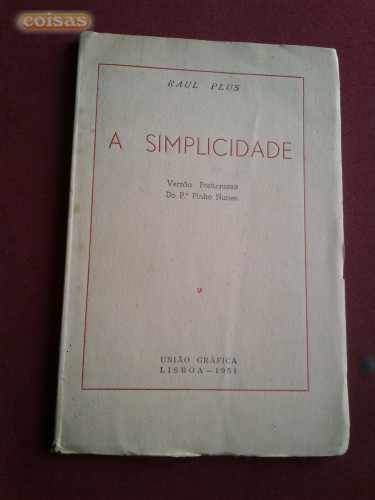 coisas
RAUL PLUS
A SIMPLICIDADE
Versão Portuguesa
Do P.e Pinho Nunes
UNIÃO GRÁFICA
LISBOA — 1951